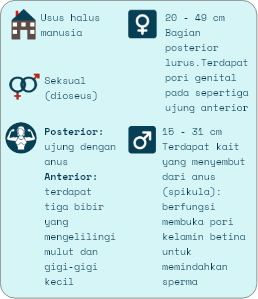 Usus halus
manusia
20 - 49 cm
Bagian
posterior
lurus.Terdapat
pori genital
pada sepertiga
ujung anterior
Seksual
(dioseus)
Posterior:
ujung dengan
anus
Anterior:
terdapat
tiga bibir
yang
mengelilingi
mulut dan
gigi-gigi
kecil
15 - 31 cm
Terdapat kait
yang menyembut
dari anus
(spikula):
berfungsi
membuka pori
kelamin betina
untuk
memindahkan
sperma